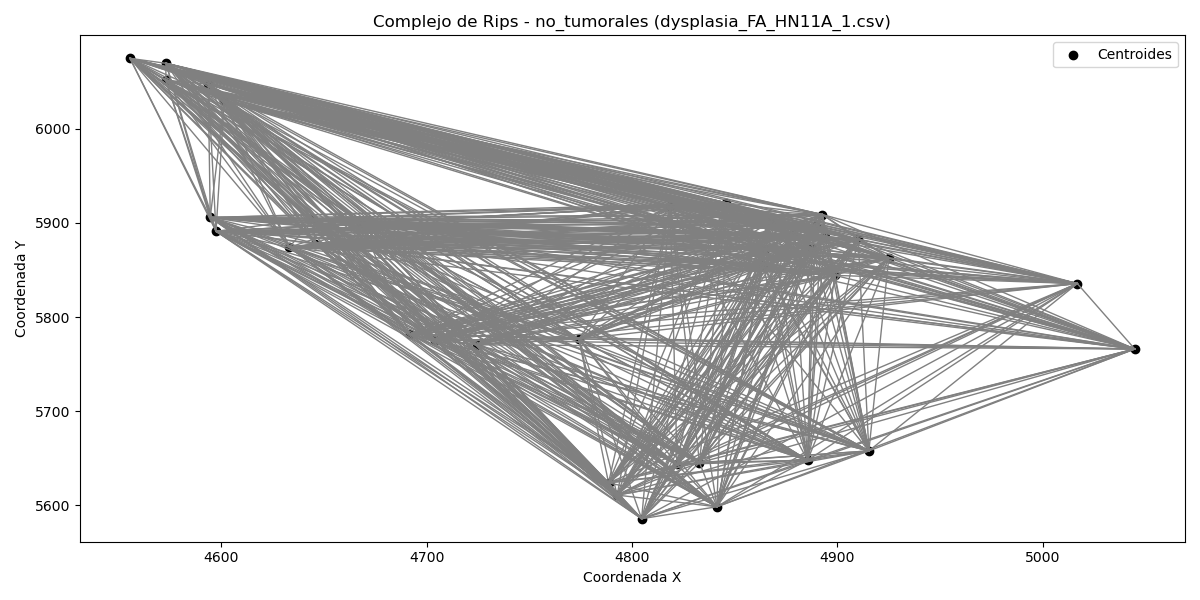 Complejo de Rips - no_tumorales (dysplasia_FA_HN11A_1.csv)
Centroides
Coordenada Y
6000
5900
5800
5700
5600
4600 4700 4800 4900 5000
Coordenada X